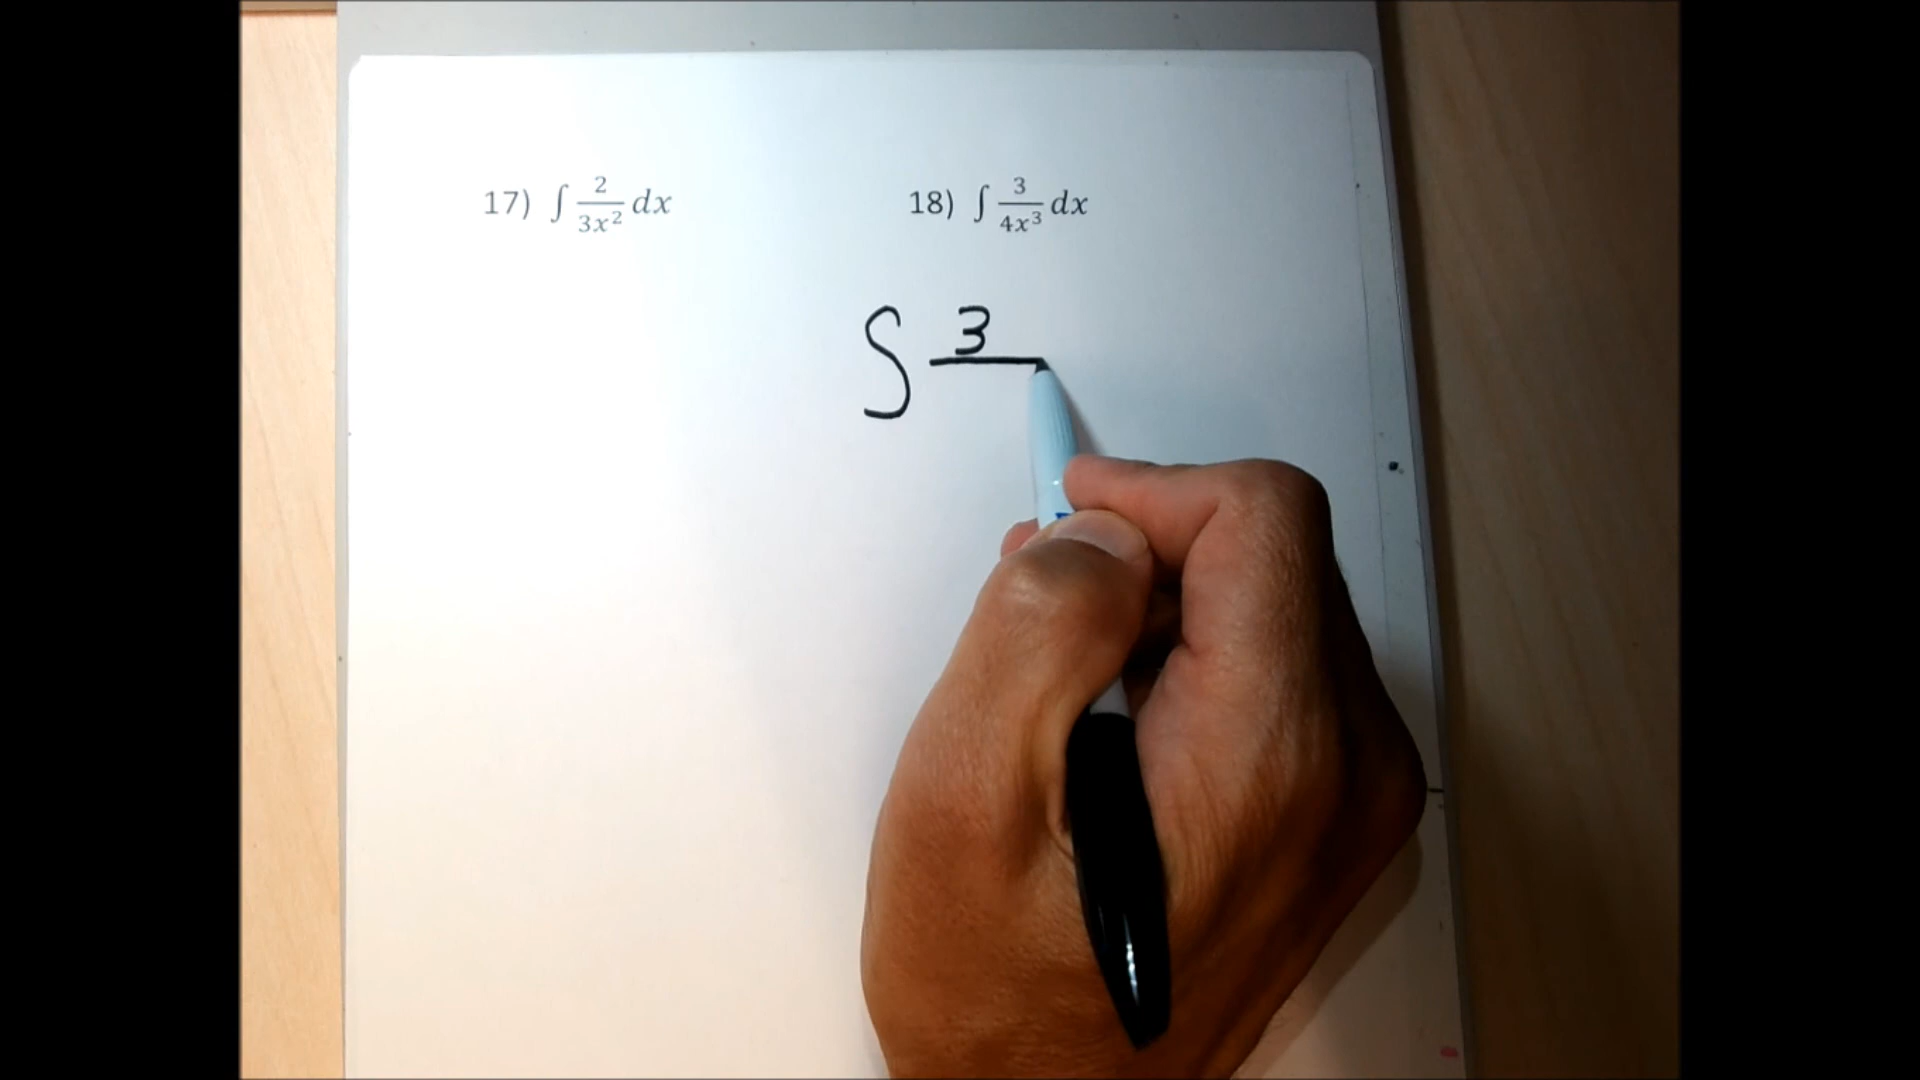 17) ∫ 2/3x² dx 18) ∫ 3/4x³ dx
∫ 3